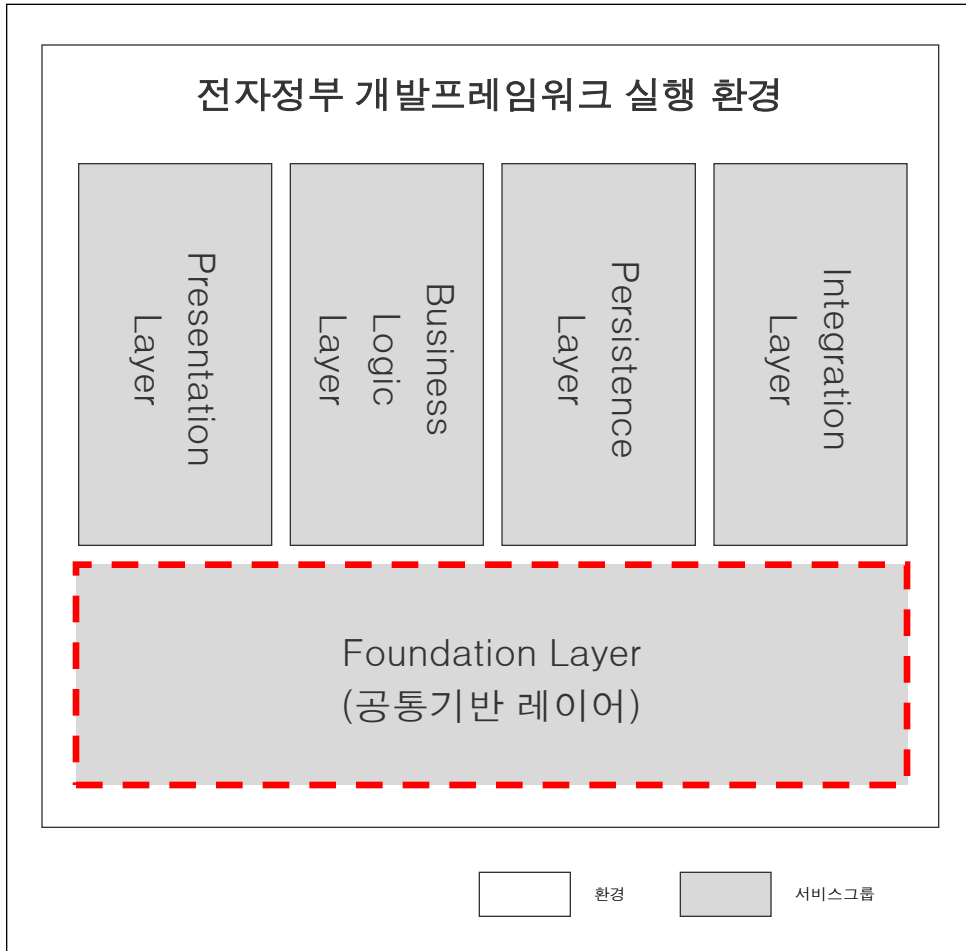 전자정부 개발프레임워크 실행 환경
Presentation
Layer
Business
Logic
Layer
Persistence
Layer
Integration
Layer
Foundation Layer
(공통기반 레이어)
환경
서비스그룹